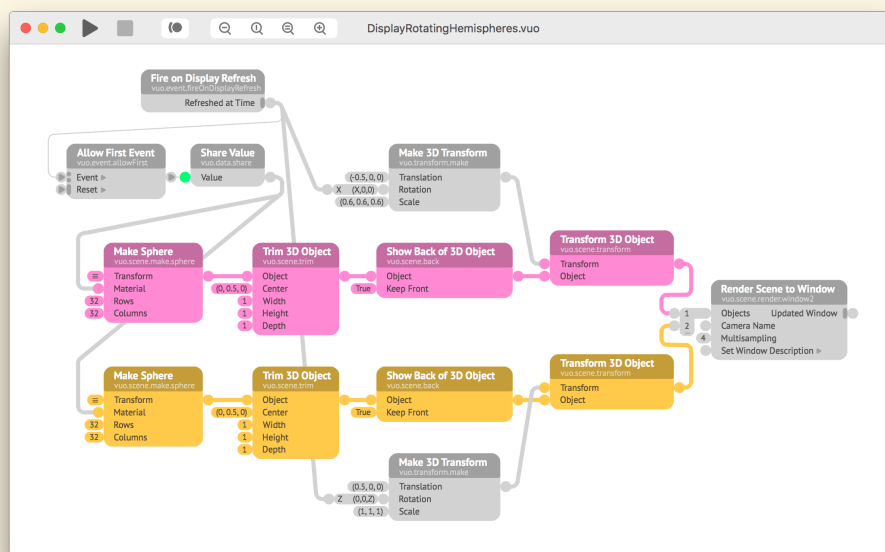 DisplayRotatingHemispheres.vuo
Fire on Display Refresh
vuo.event.fireOnDisplayRefresh
Refreshed at Time
Allow First Event
vuo.event.allowFirst
Event
Reset
Share Value
vuo.data.share
Value
Make 3D Transform
vuo.transform.make
(-0.5, 0, 0) Translation
X (X,0,0) Rotation
(0.6, 0.6, 0.6) Scale
Make Sphere
vuo.scene.make.sphere
Transform
Material
32 Rows
32 Columns
Trim 3D Object
vuo.scene.trim
Object
(0, 0.5, 0) Center
1 Width
1 Height
1 Depth
Show Back of 3D Object
vuo.scene.back
Object
True Keep Front
Transform 3D Object
vuo.scene.transform
Transform
Object
Render Scene to Window
vuo.scene.render.window2
1 Objects Updated Window
2 Camera Name
4 Multisampling
Set Window Description
Make Sphere
vuo.scene.make.sphere
Transform
Material
32 Rows
32 Columns
Trim 3D Object
vuo.scene.trim
Object
(0, 0.5, 0) Center
1 Width
1 Height
1 Depth
Show Back of 3D Object
vuo.scene.back
Object
True Keep Front
Transform 3D Object
vuo.scene.transform
Transform
Object
Make 3D Transform
vuo.transform.make
(0.5, 0, 0) Translation
Z (0,0,Z) Rotation
(1, 1, 1) Scale